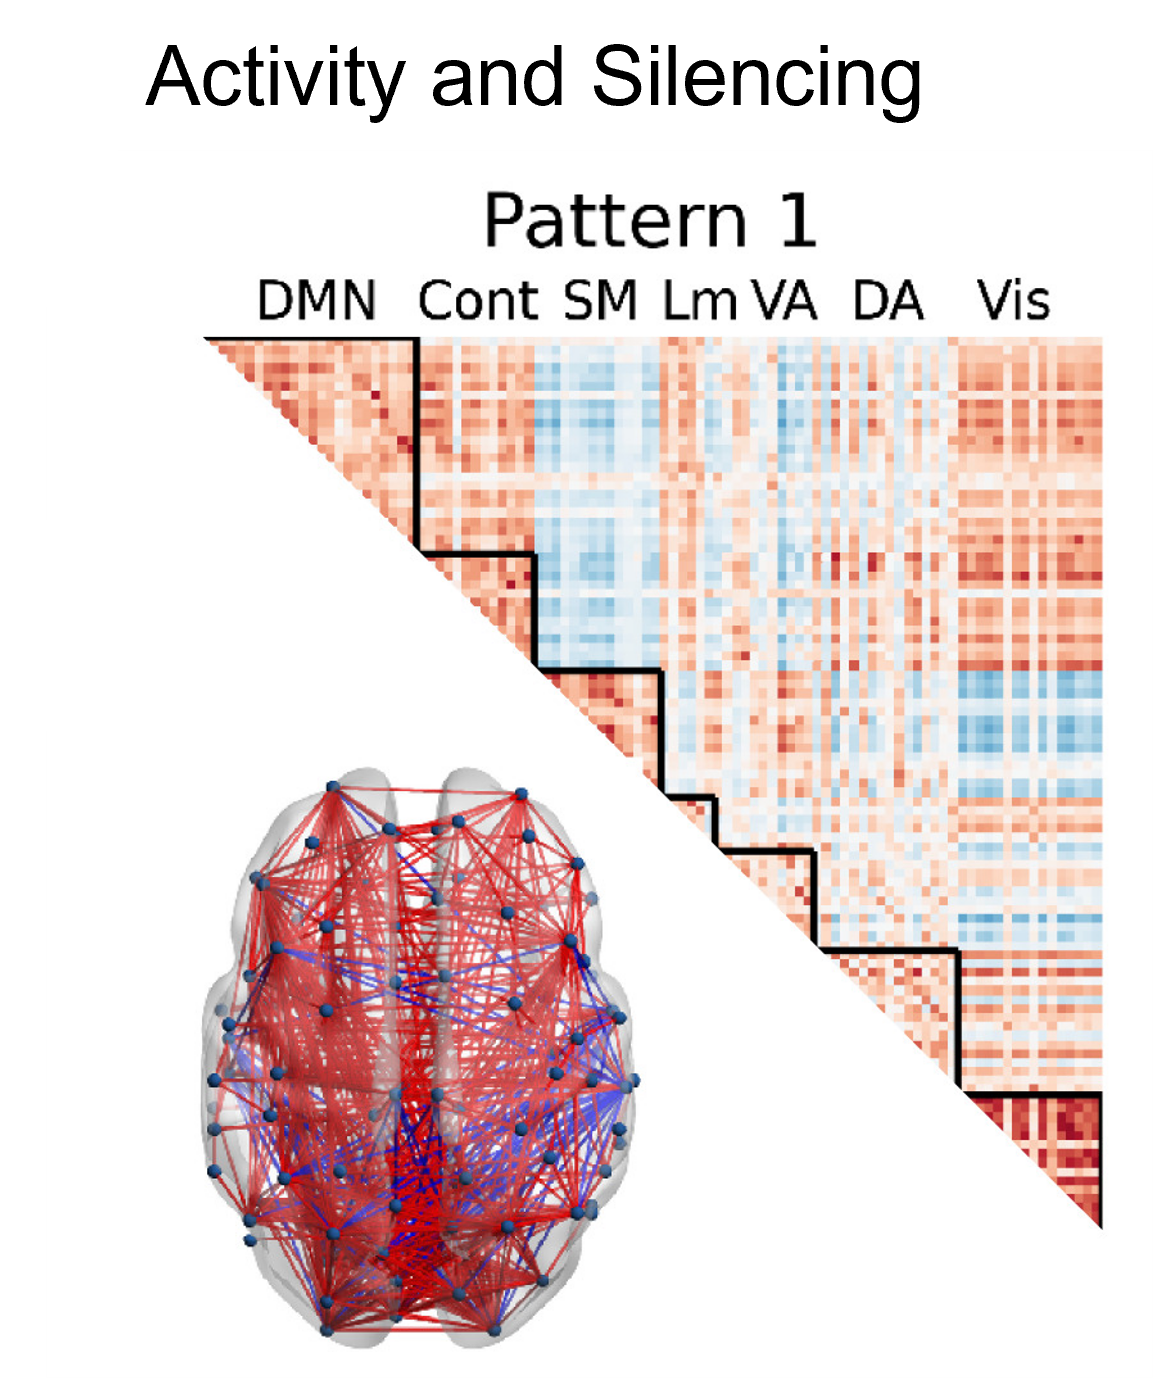 Activity and Silencing
Pattern 1
DMN Cont SM Lm VA DA Vis